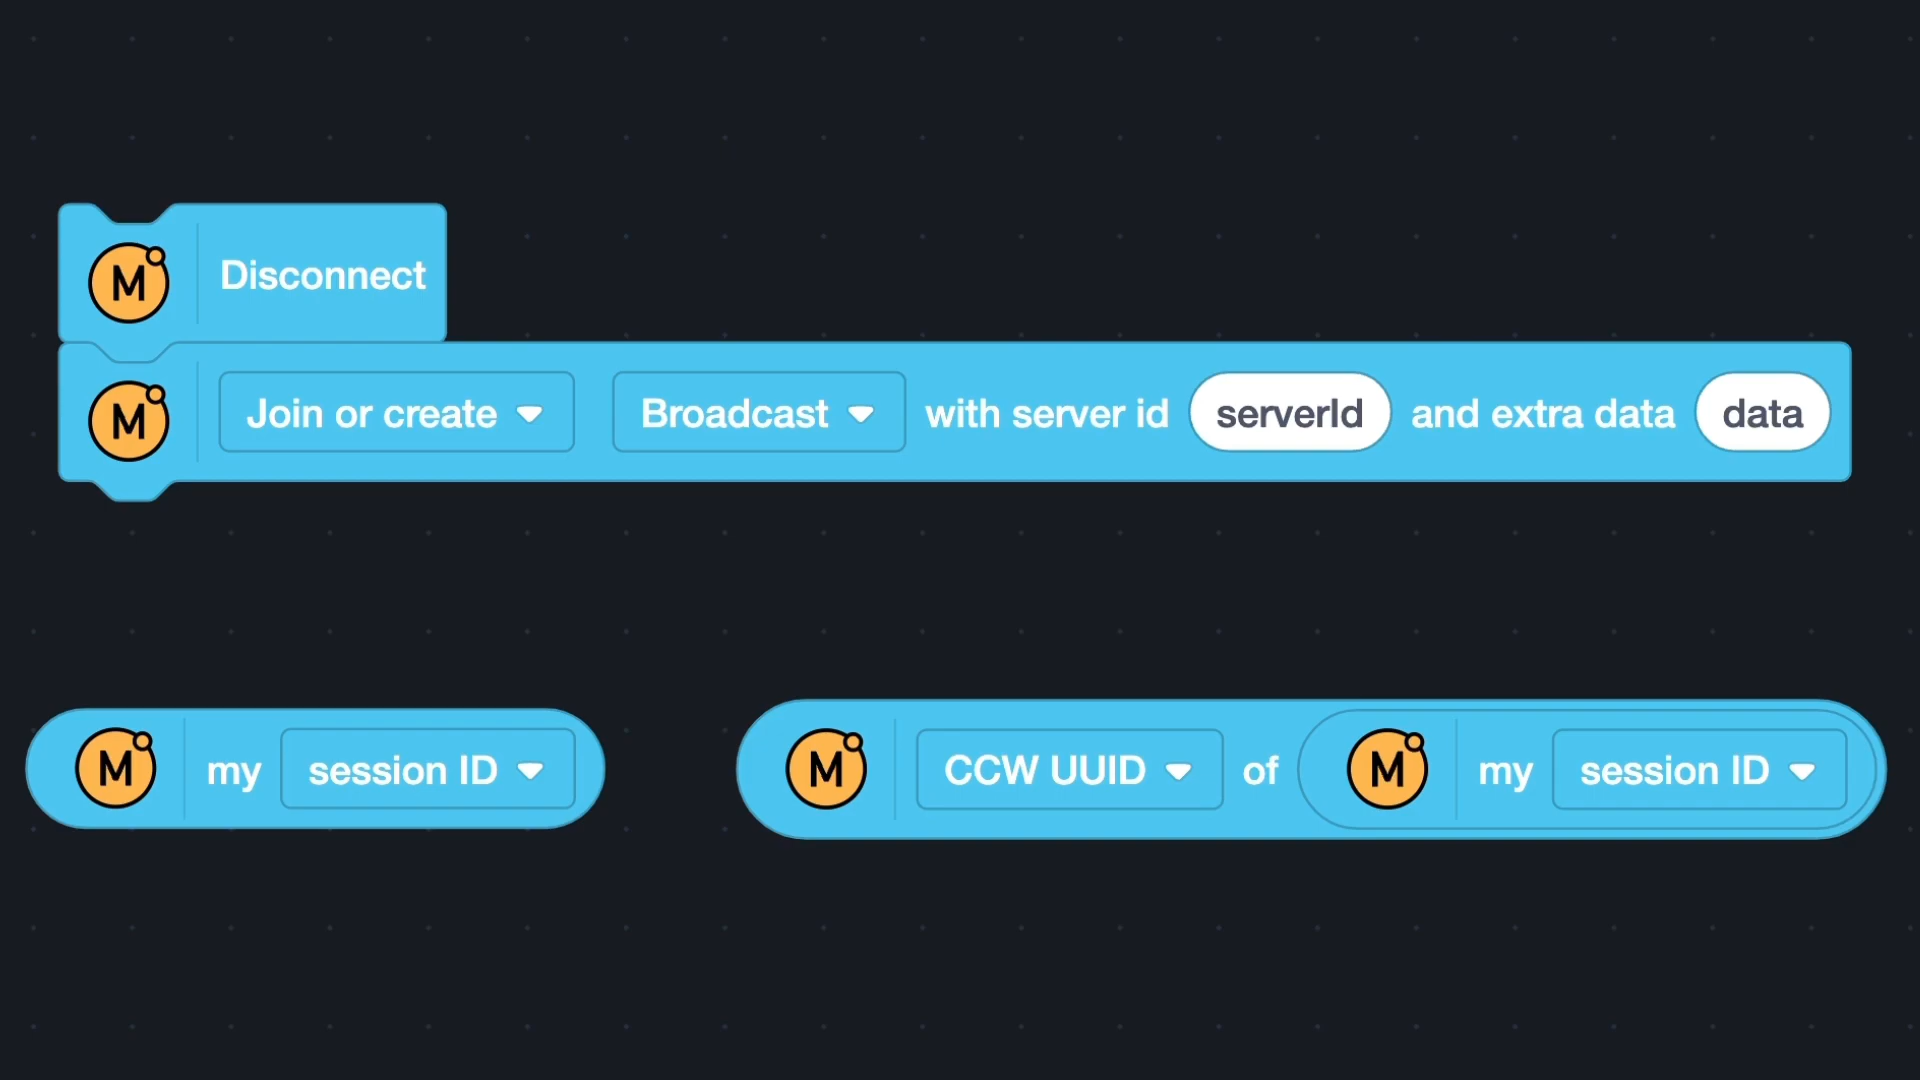 M Disconnect
M Join or create Broadcast with server id serverId and extra data data
M my session ID
M CCW UUID of M my session ID